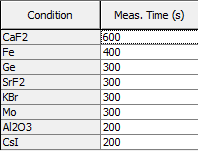 Condition Meas. Time (s)
CaF2 600
Fe 400
Ge 300
SrF2 300
KBr 300
Mo 300
Al2O3 200
CsI 200